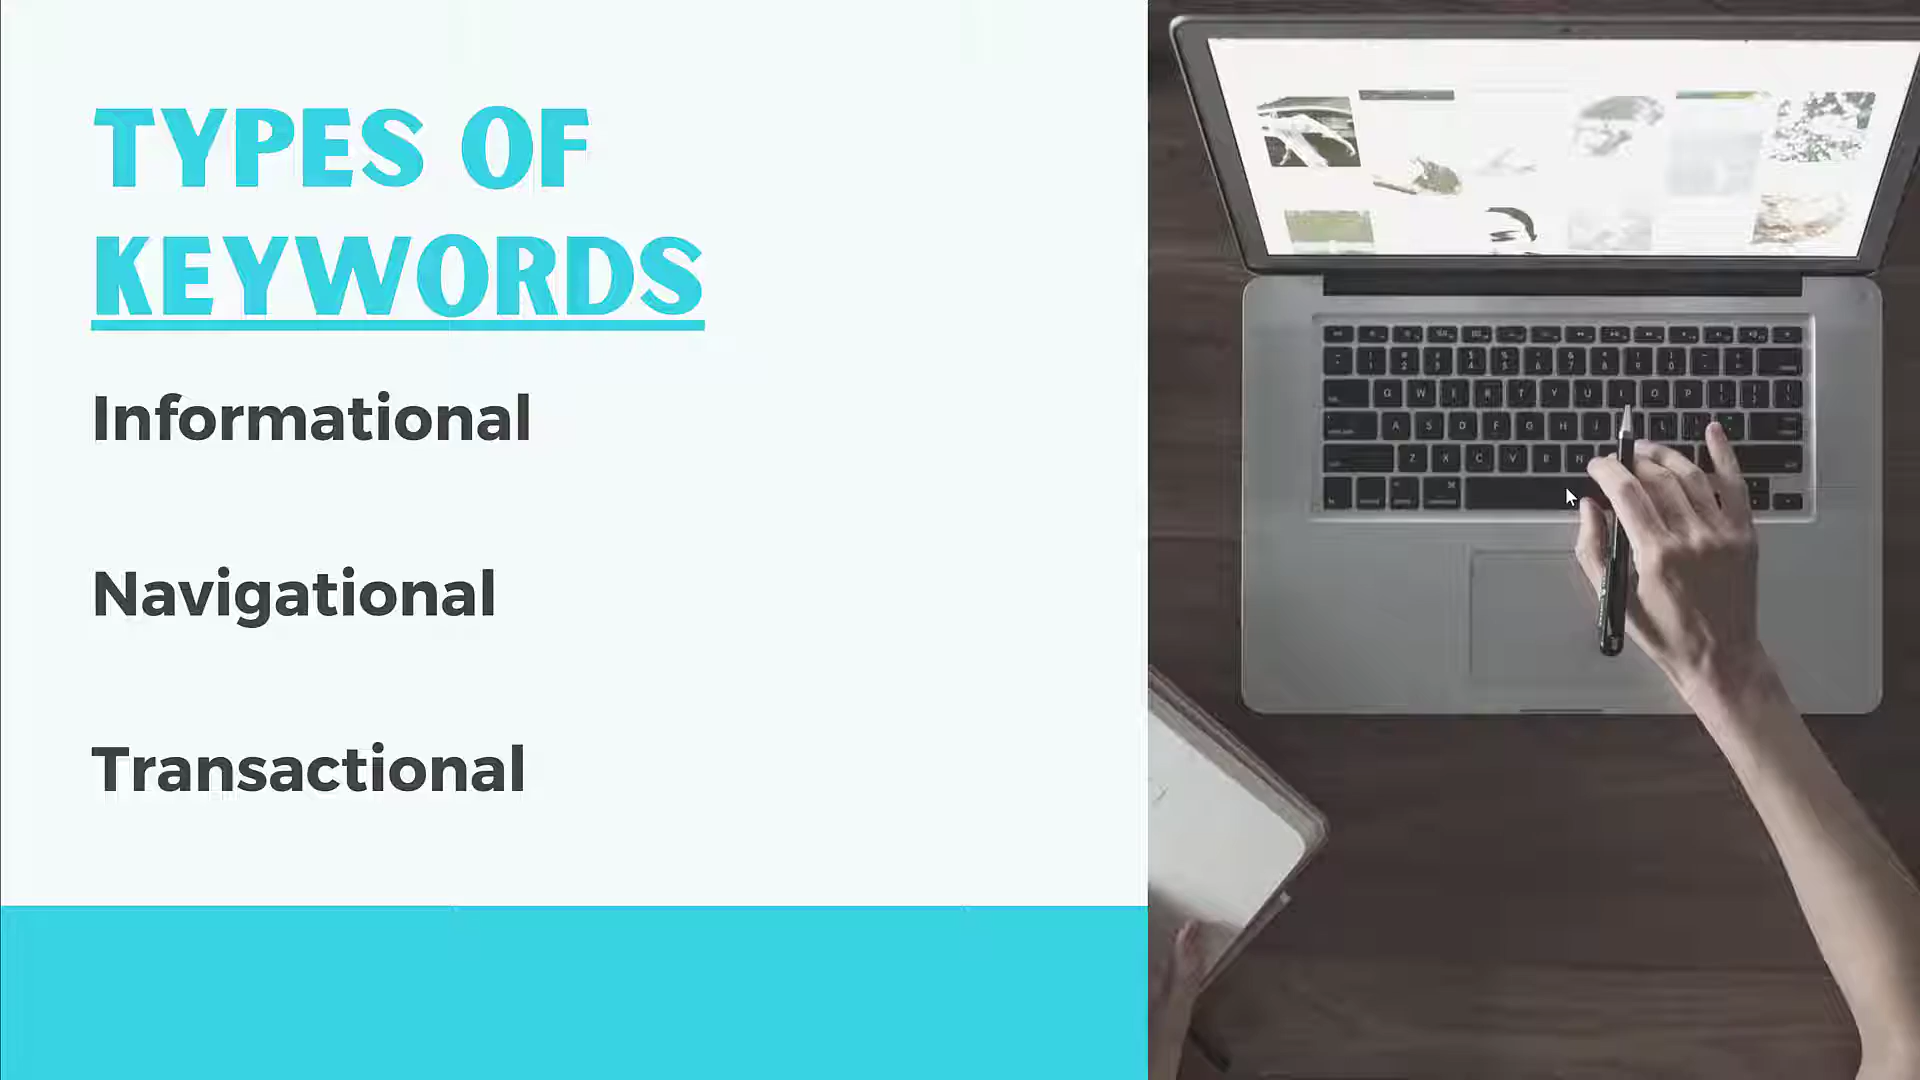 TYPES OF
KEYWORDS
Informational
Navigational
Transactional